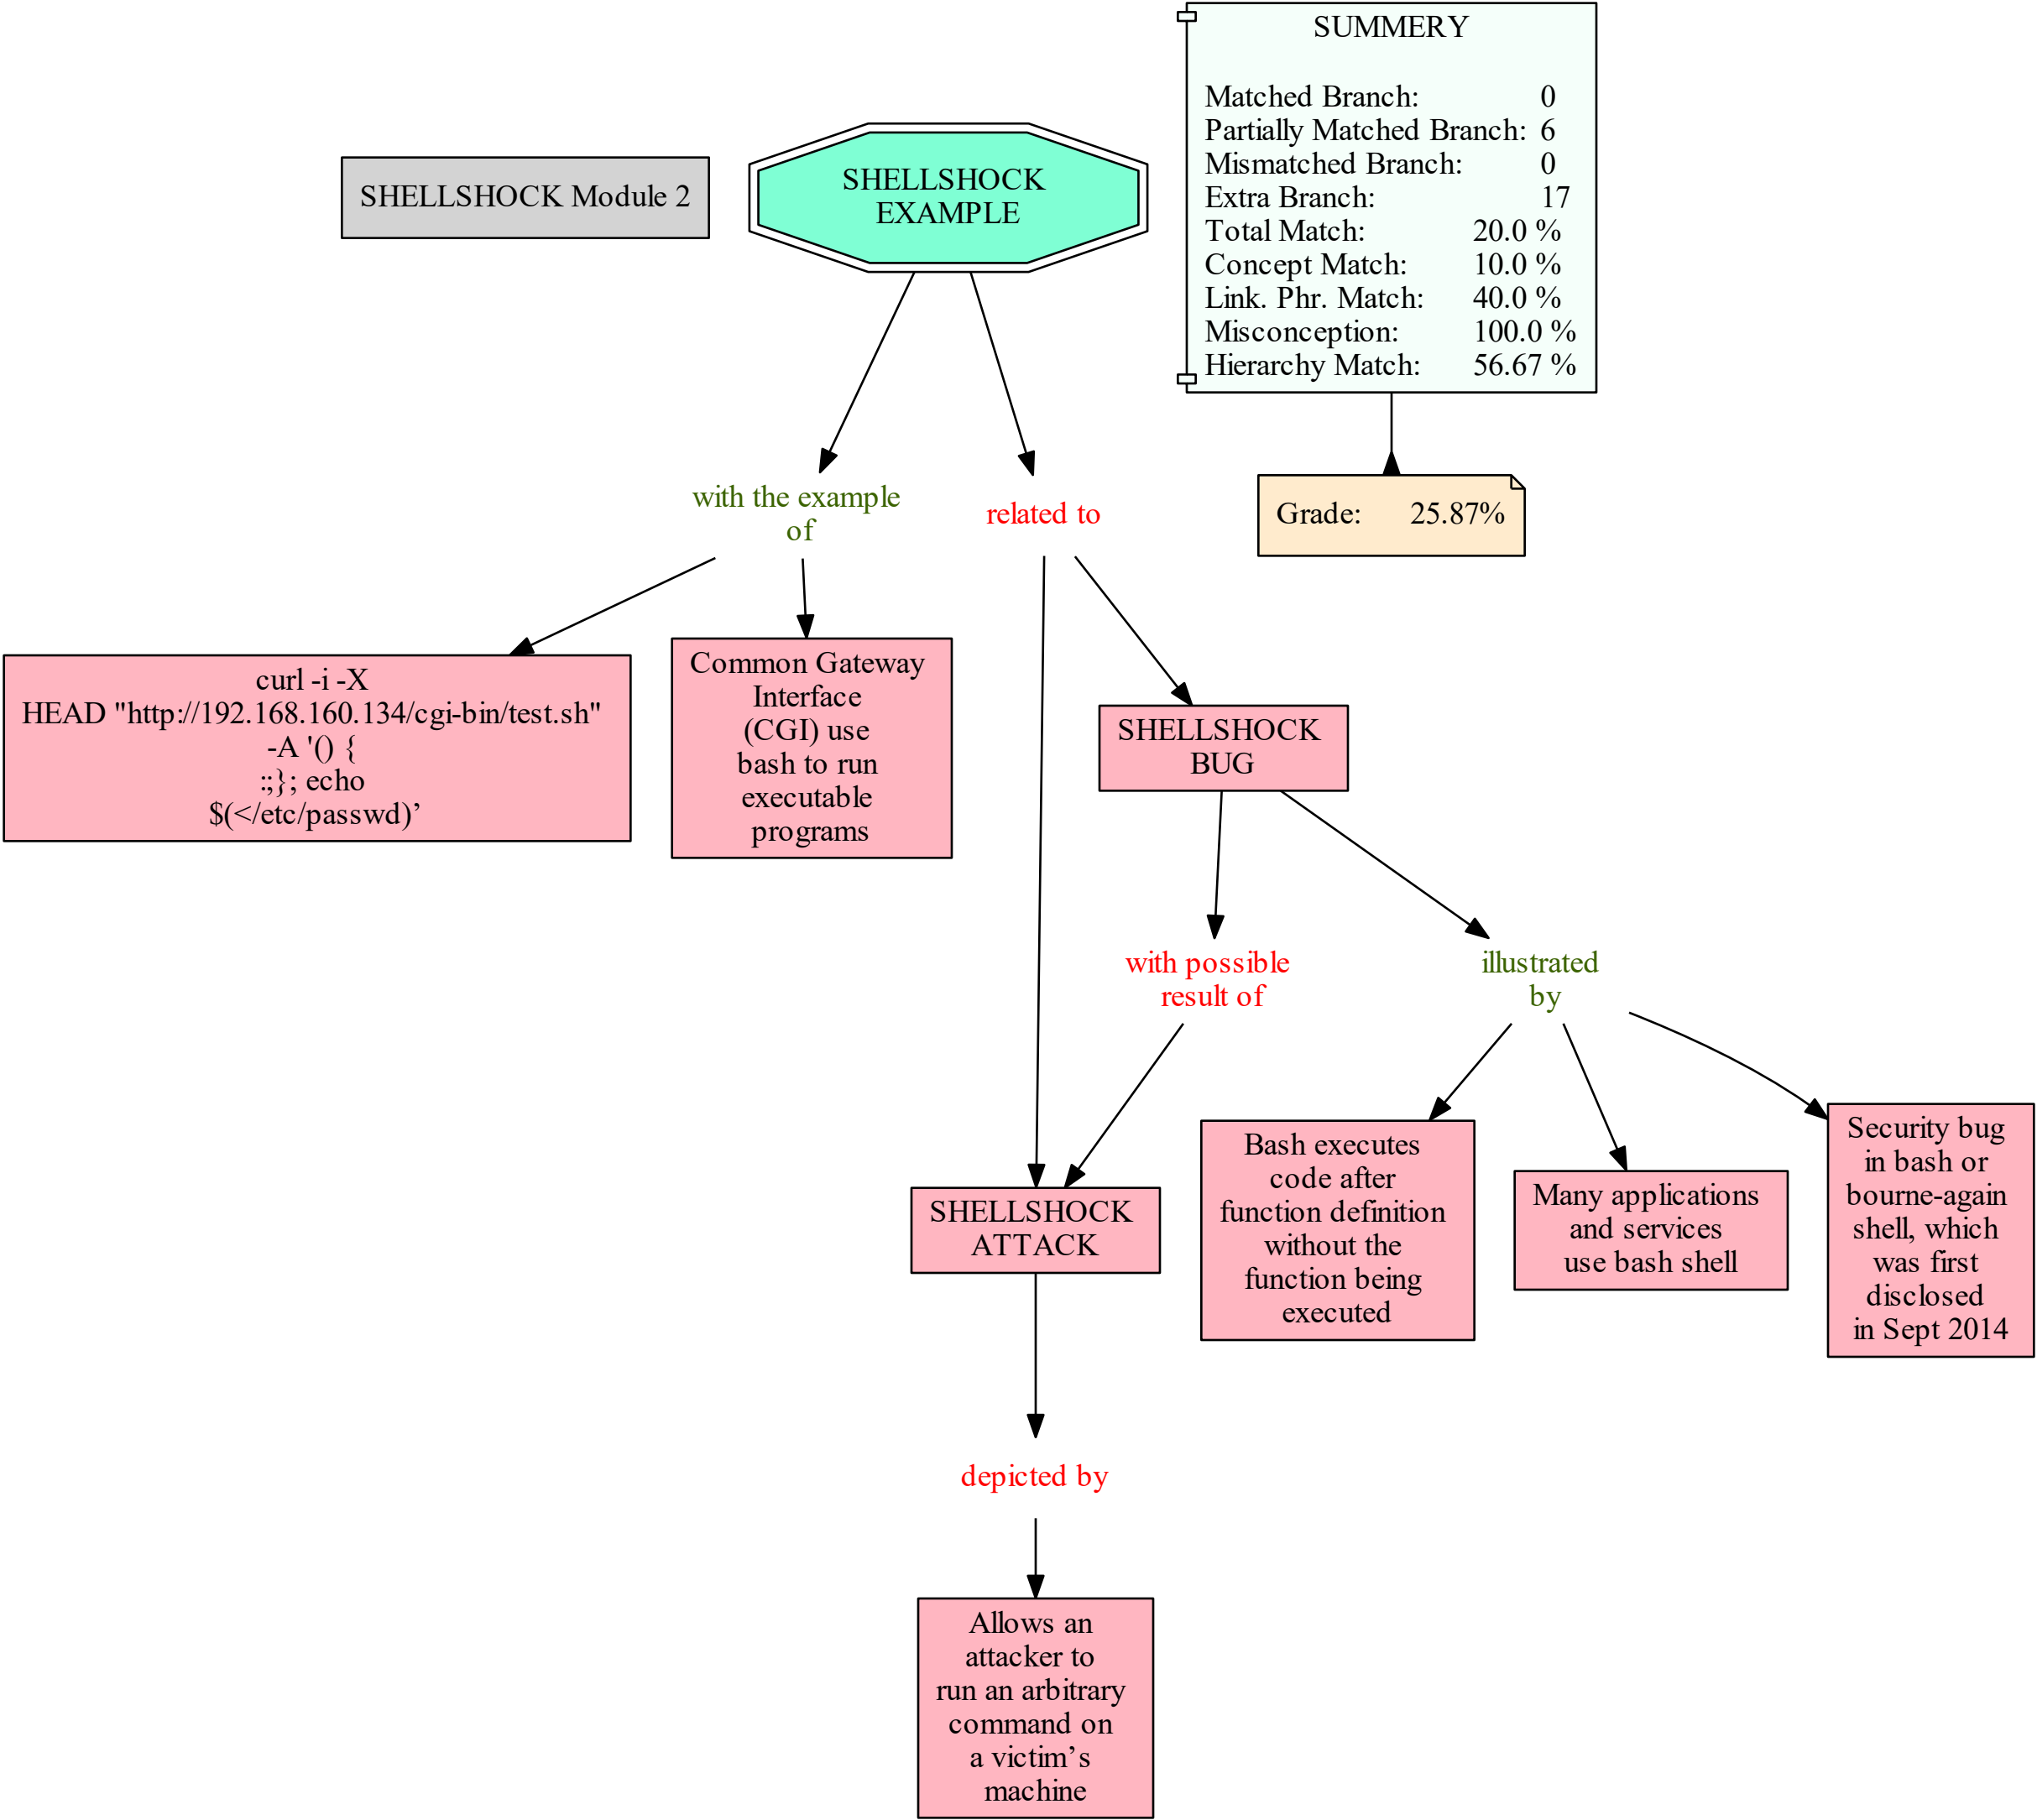 SUMMERY
Matched Branch: 0
Partially Matched Branch: 6
Mismatched Branch: 0
Extra Branch: 17
Total Match: 20.0 %
Concept Match: 10.0 %
Link. Phr. Match: 40.0 %
Misconception: 100.0 %
Hierarchy Match: 56.67 %
SHELLSHOCK Module 2
SHELLSHOCK
EXAMPLE
Grade: 25.87%
with the example
of
related to
curl -i -X
HEAD "http://192.168.160.134/cgi-bin/test.sh"
-A '() {
:;}; echo
$(</etc/passwd)’
Common Gateway
Interface
(CGI) use
bash to run
executable
programs
SHELLSHOCK
BUG
with possible
result of
illustrated
by
SHELLSHOCK
ATTACK
Bash executes
code after
function definition
without the
function being
executed
Many applications
and services
use bash shell
Security bug
in bash or
bourne-again
shell, which
was first
disclosed
in Sept 2014
depicted by
Allows an
attacker to
run an arbitrary
command on
a victim’s
machine